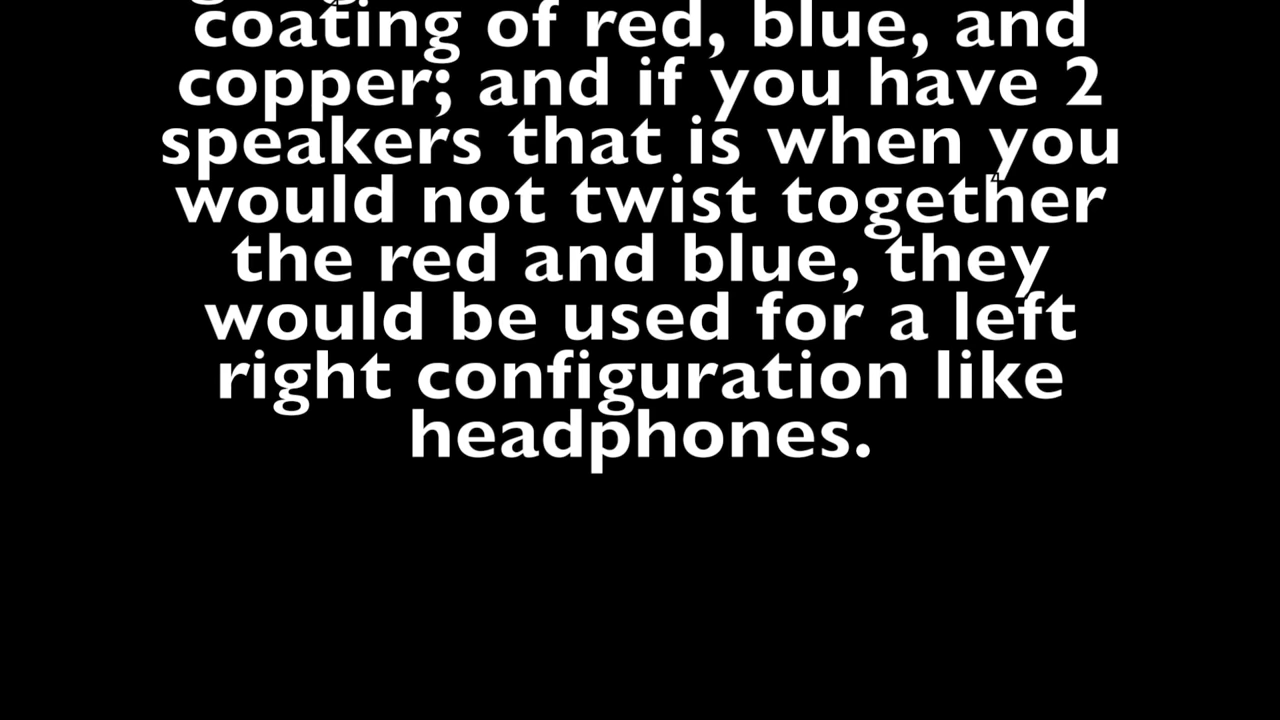 coating of red, blue, and
copper; and if you have 2
speakers that is when you
would not twist together
the red and blue, they
would be used for a left
right configuration like
headphones.